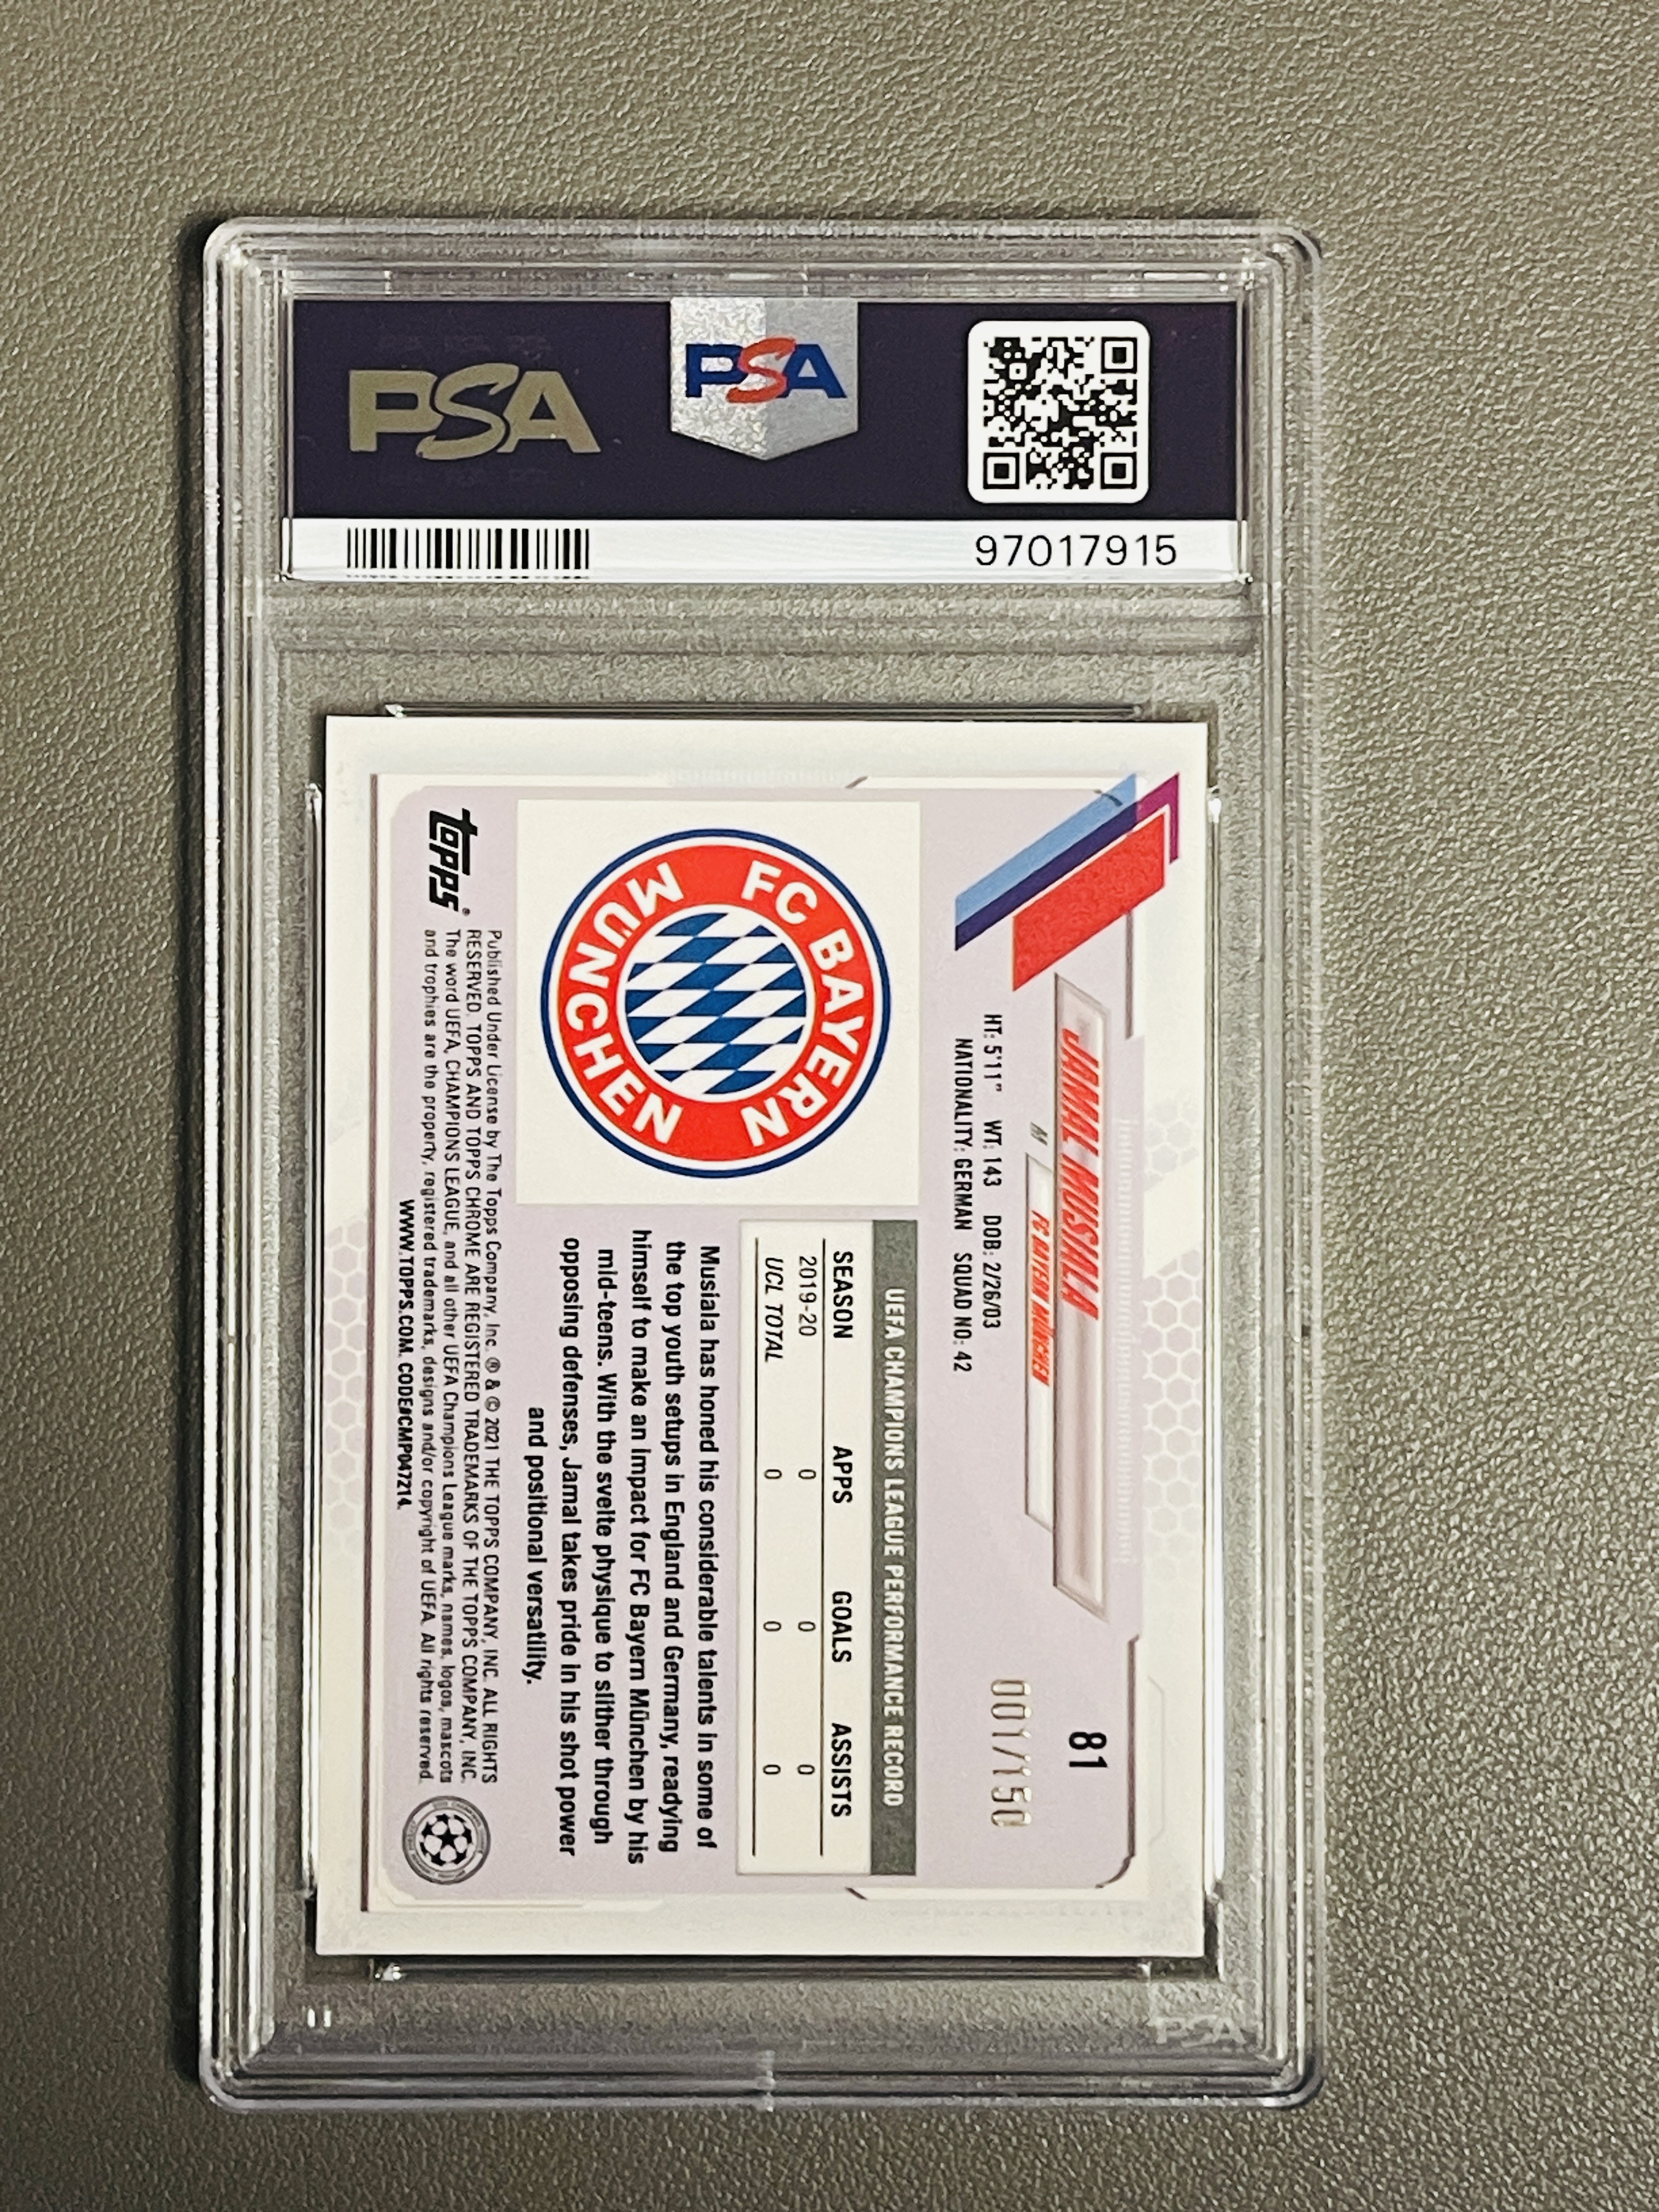 PSA
PSA
97017915
JAMAL MUSIALA
81
M FC BAYERN MÜNCHEN
HT: 5'11" WT: 143 DOB: 2/26/03
001/150
NATIONALITY: GERMAN SQUAD NO: 42
FC BAYERN
MÜNCHEN
UEFA CHAMPIONS LEAGUE PERFORMANCE RECORD
SEASON APPS GOALS ASSISTS
2019-20 0 0 0
UCL TOTAL 0 0 0
Musiala has honed his considerable talents in some of
the top youth setups in England and Germany, readying
himself to make an impact for FC Bayern München by his
mid-teens. With the svelte physique to slither through
opposing defenses, Jamal takes pride in his shot power
and positional versatility.
topps®
Published Under License by The Topps Company, Inc. ® & © 2021 THE TOPPS COMPANY, INC. ALL RIGHTS
RESERVED. TOPPS AND TOPPS CHROME ARE REGISTERED TRADEMARKS OF THE TOPPS COMPANY, INC.
The word UEFA, CHAMPIONS LEAGUE, and all other UEFA Champions League marks, names, logos, mascots
and trophies are the property, registered trademarks, designs and/or copyright of UEFA. All rights reserved.
WWW.TOPPS.COM. CODE#CMP047214.
PSA